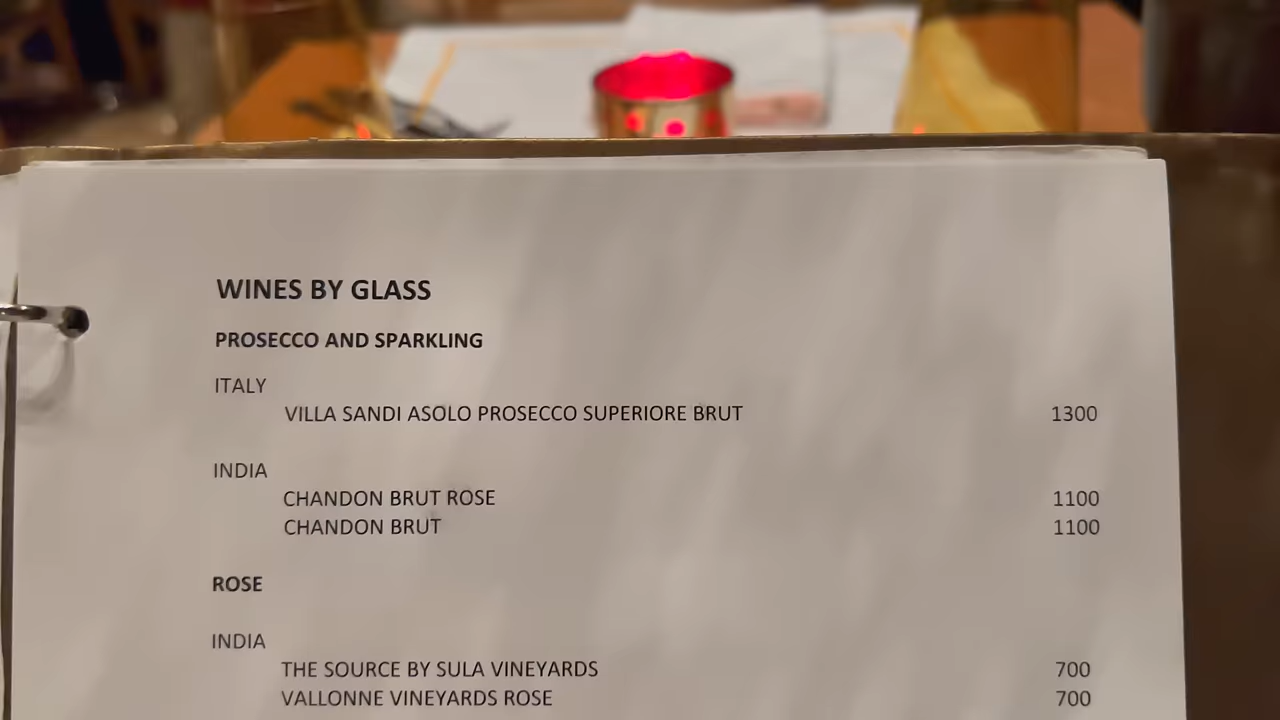 WINES BY GLASS
PROSECCO AND SPARKLING
ITALY
VILLA SANDI ASOLO PROSECCO SUPERIORE BRUT 1300
INDIA
CHANDON BRUT ROSE 1100
CHANDON BRUT 1100
ROSE
INDIA
THE SOURCE BY SULA VINEYARDS 700
VALLONNE VINEYARDS ROSE 700